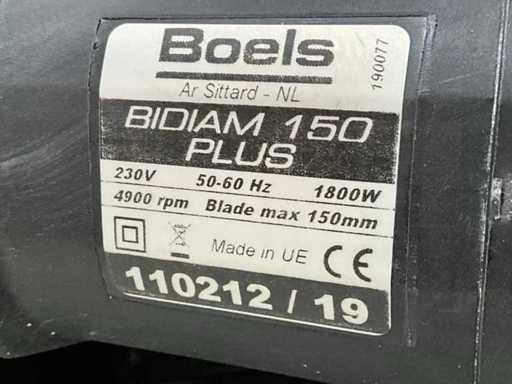 Boels
Ar Sittard - NL
190077
BIDIAM 150
PLUS
230V 50-60 Hz 1800W
4900 rpm Blade max 150mm
Made in UE CE
110212 / 19